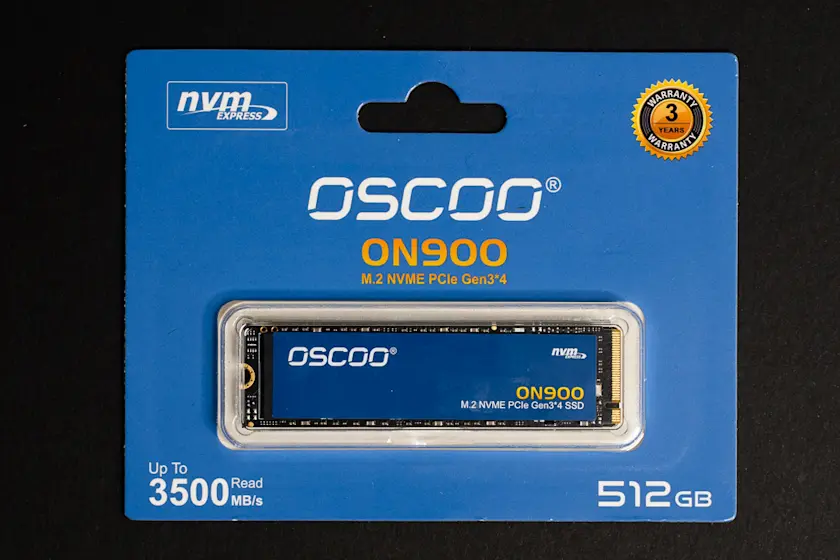 nvm
EXPRESS
WARRANTY
3
YEARS
WARRANTY
OSCOO®
ON900
M.2 NVME PCIe Gen3*4
OSCOO®
nvm
EXPRESS
ON900
M.2 NVME PCIe Gen3*4 SSD
Up To
3500 Read MB/s
512GB